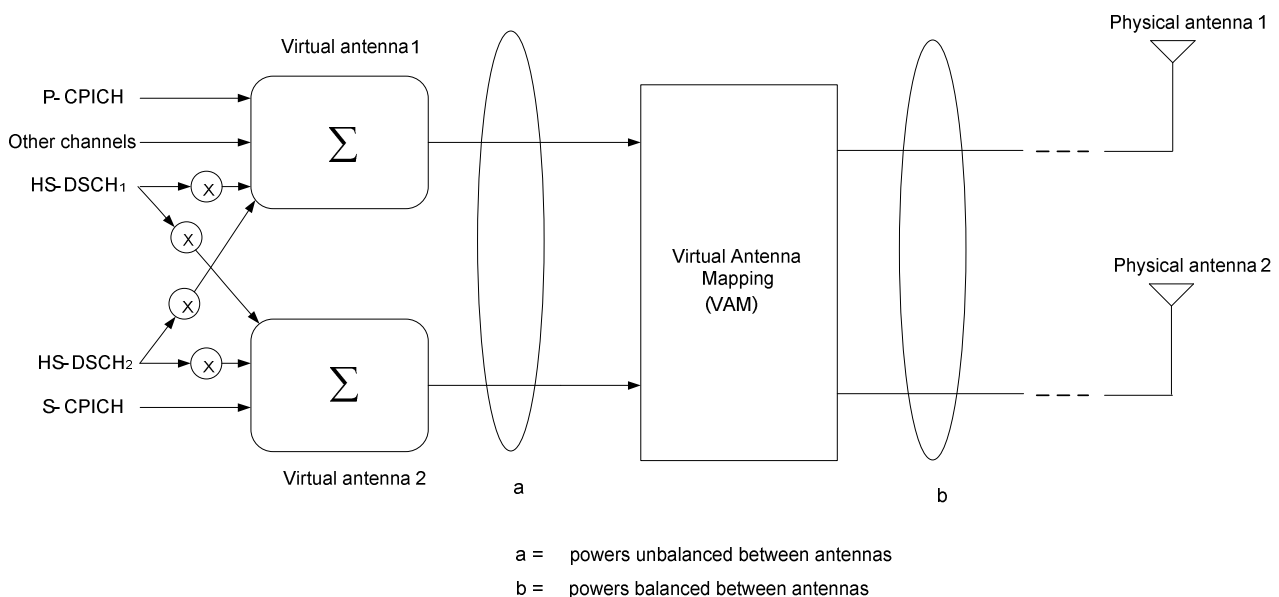 Physical antenna 1
Virtual antenna 1
P- CPICH
Other channels
Σ
HS-DSCH1
X
X
Virtual Antenna
Mapping
(VAM)
Physical antenna 2
X
HS-DSCH2
X
Σ
S- CPICH
Virtual antenna 2
a
b
a = powers unbalanced between antennas
b = powers balanced between antennas